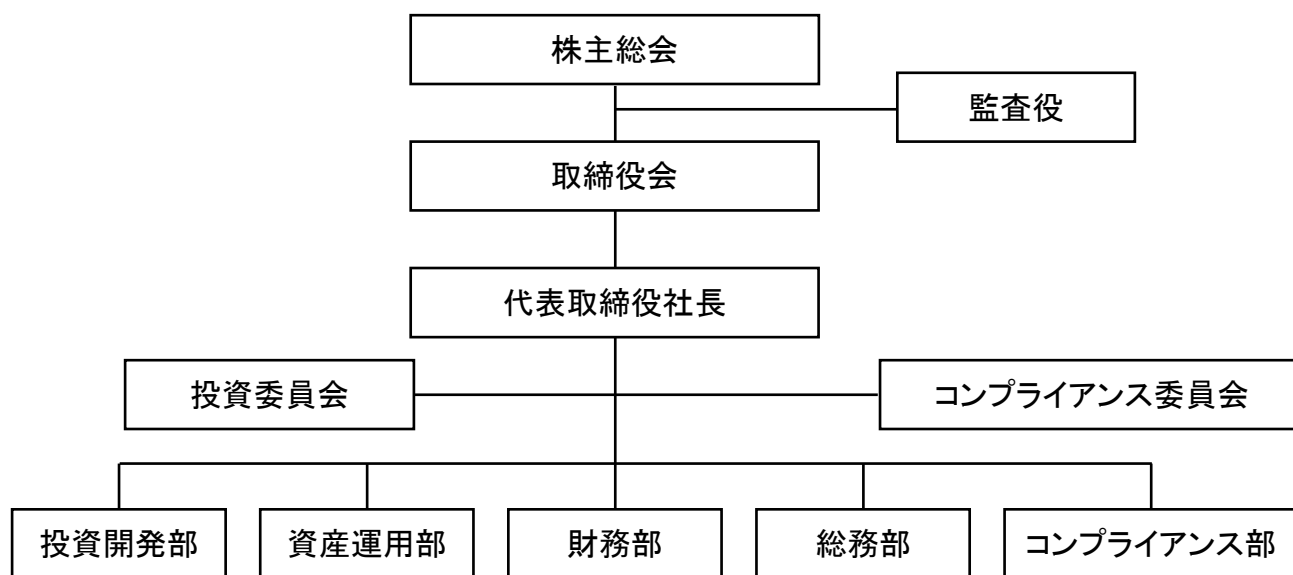 株主総会
監査役
取締役会
代表取締役社長
投資委員会
コンプライアンス委員会
投資開発部
資産運用部
財務部
総務部
コンプライアンス部